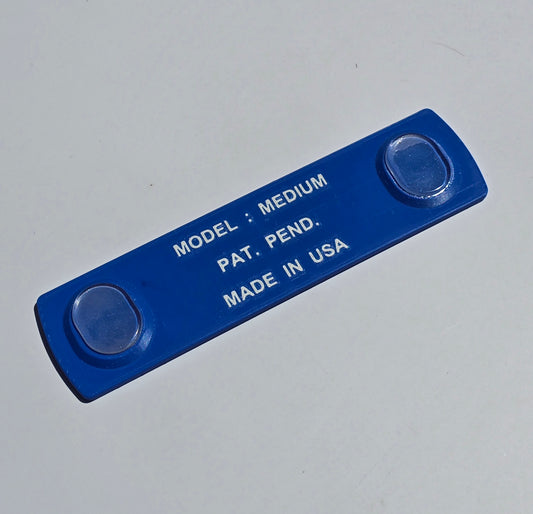 MODEL : MEDIUM
PAT. PEND.
MADE IN USA